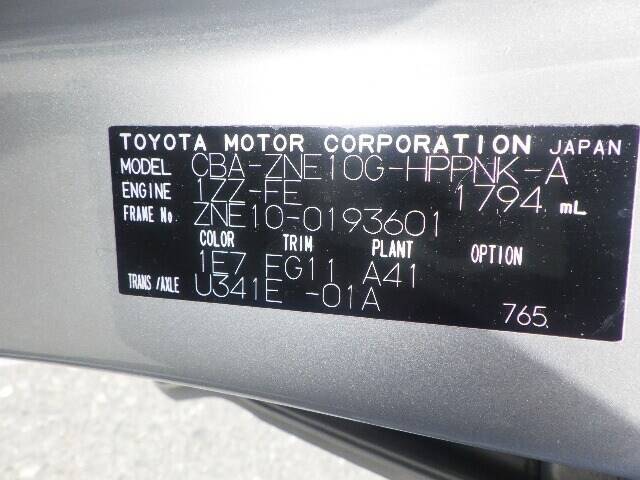 TOYOTA MOTOR CORPORATION JAPAN
MODEL CBA-ZNE10G-HPPNK-A
ENGINE 1ZZ-FE 1794 mL
FRAME No. ZNE10-0193601
COLOR TRIM PLANT OPTION
1E7 EG11 A41
TRANS/AXLE U341E -01A
765